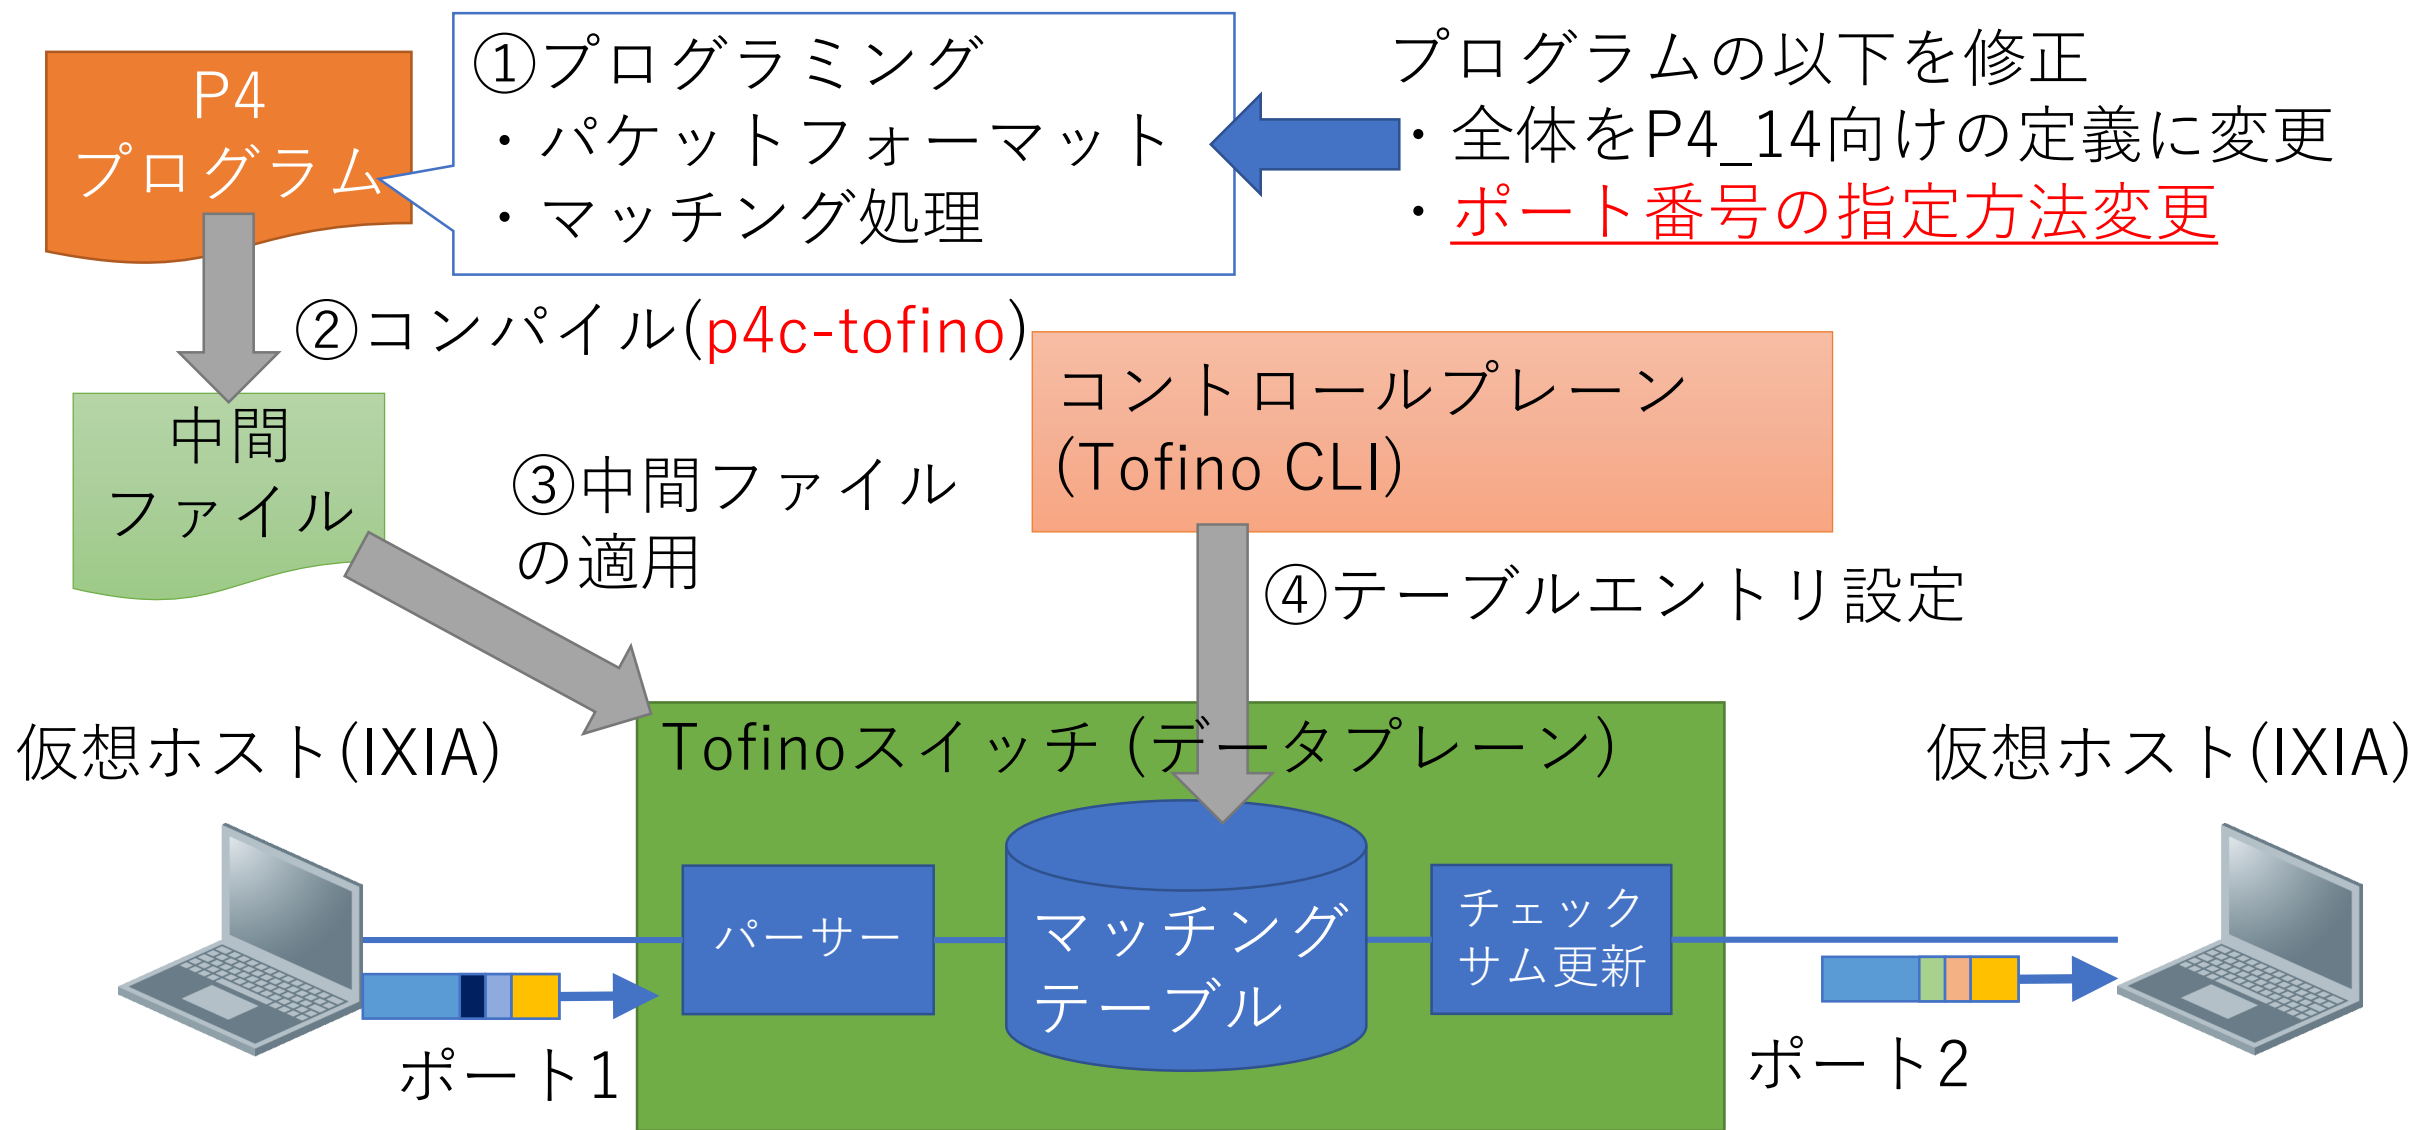 P4
プログラム
①プログラミング
・パケットフォーマット
・マッチング処理
プログラムの以下を修正
・全体をP4_14向けの定義に変更
・ポート番号の指定方法変更
②コンパイル(p4c-tofino)
中間
ファイル
③中間ファイル
の適用
コントロールプレーン
(Tofino CLI)
④テーブルエントリ設定
仮想ホスト(IXIA)
Tofinoスイッチ (データプレーン)
仮想ホスト(IXIA)
パーサー
マッチング
テーブル
チェック
サム更新
ポート1
ポート2